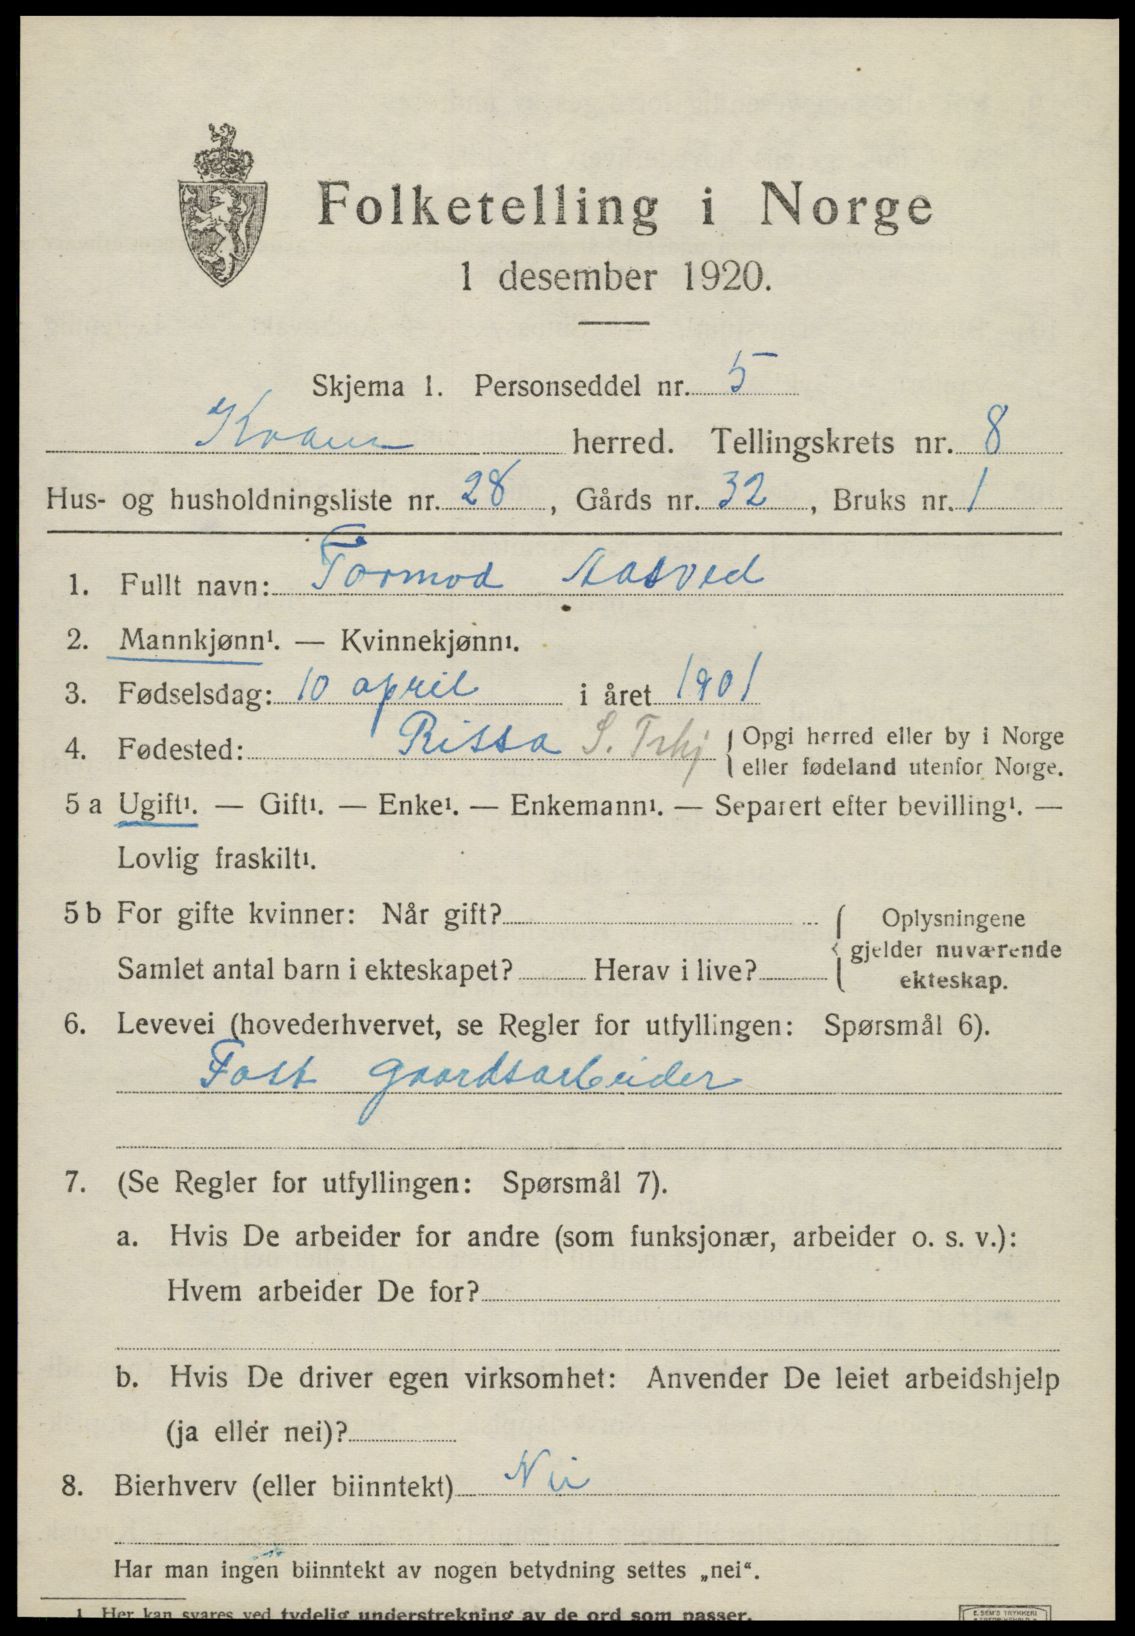 Folketelling i Norge
1 desember 1920.
Skjema 1. Personseddel nr. 5
Kvam herred. Tellingskrets nr. 8
Hus- og husholdningsliste nr. 28, Gårds nr. 32, Bruks nr. 1
1. Fullt navn: Tormod Aasved
2. Mannkjønn¹. — Kvinnekjønn¹.
3. Fødselsdag: 10 april i året 1901
4. Fødested: Rissa S. Trhj { Opgi herred eller by i Norge
eller fødeland utenfor Norge.
5 a Ugift¹. — Gift¹. — Enke¹. — Enkemann¹. — Separert efter bevilling¹. —
Lovlig fraskilt¹.
5 b For gifte kvinner: Når gift? { Oplysningene
gjelder nuværende
Samlet antal barn i ekteskapet? Herav i live? ekteskap.
6. Levevei (hovederhvervet, se Regler for utfyllingen: Spørsmål 6).
Fast gaardsarbeider
7. (Se Regler for utfyllingen: Spørsmål 7).
a. Hvis De arbeider for andre (som funksjonær, arbeider o. s. v.):
Hvem arbeider De for?
b. Hvis De driver egen virksomhet: Anvender De leiet arbeidshjelp
(ja eller nei)?
8. Bierhverv (eller biinntekt) Nei
Har man ingen biinntekt av nogen betydning settes „nei“.
1 Her kan svares ved tydelig understrekning av de ord som passer.